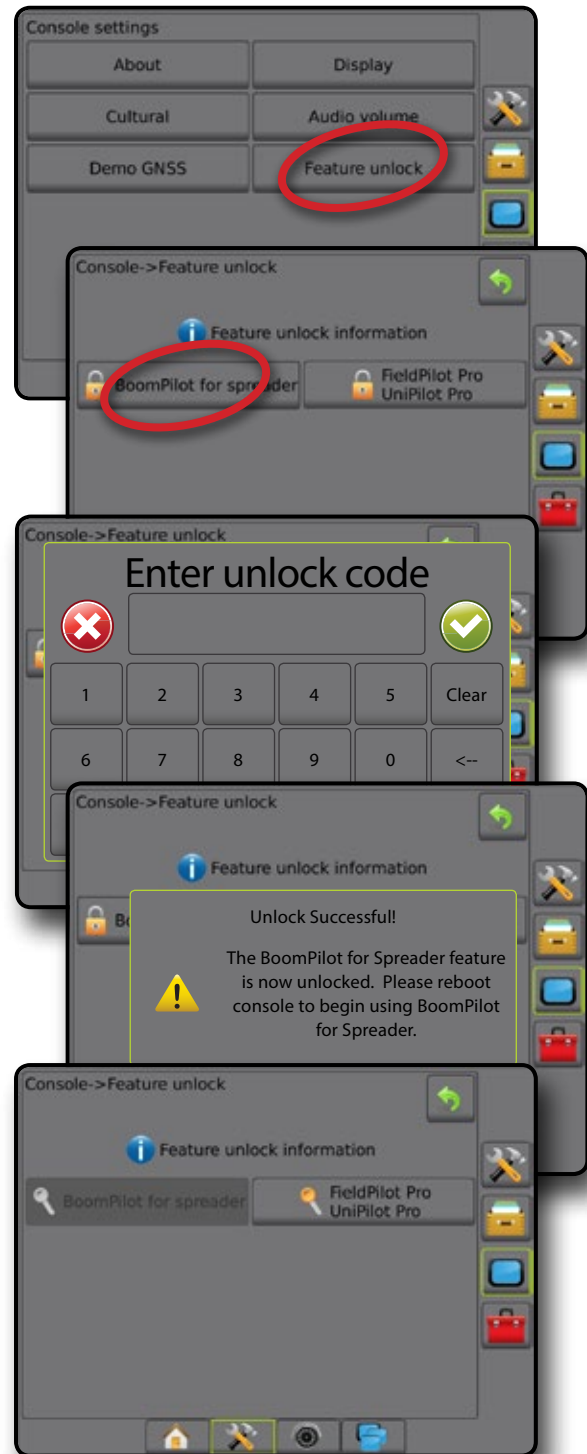 Console settings
About
Display
Cultural
Audio volume
Demo GNSS
Feature unlock
Console->Feature unlock
Feature unlock information
BoomPilot for spreader
FieldPilot Pro
UniPilot Pro
Console->Feature unlock
Enter unlock code
1 2 3 4 5 Clear
6 7 8 9 0 <--
Console->Feature unlock
Feature unlock information
Bo
Unlock Successful!
The BoomPilot for Spreader feature
is now unlocked. Please reboot
console to begin using BoomPilot
for Spreader.
Console->Feature unlock
Feature unlock information
BoomPilot for spreader
FieldPilot Pro
UniPilot Pro